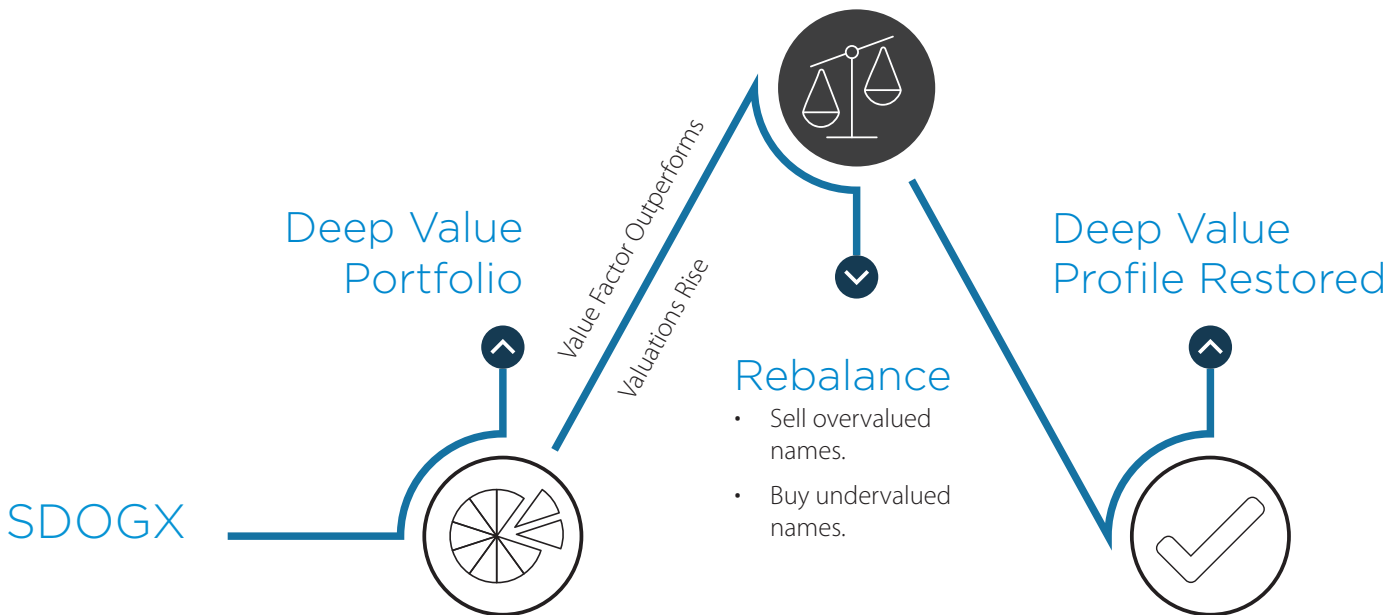 SDOGX
Deep Value
Portfolio
Value Factor Outperforms
Valuations Rise
Rebalance
• Sell overvalued
names.
• Buy undervalued
names.
Deep Value
Profile Restored